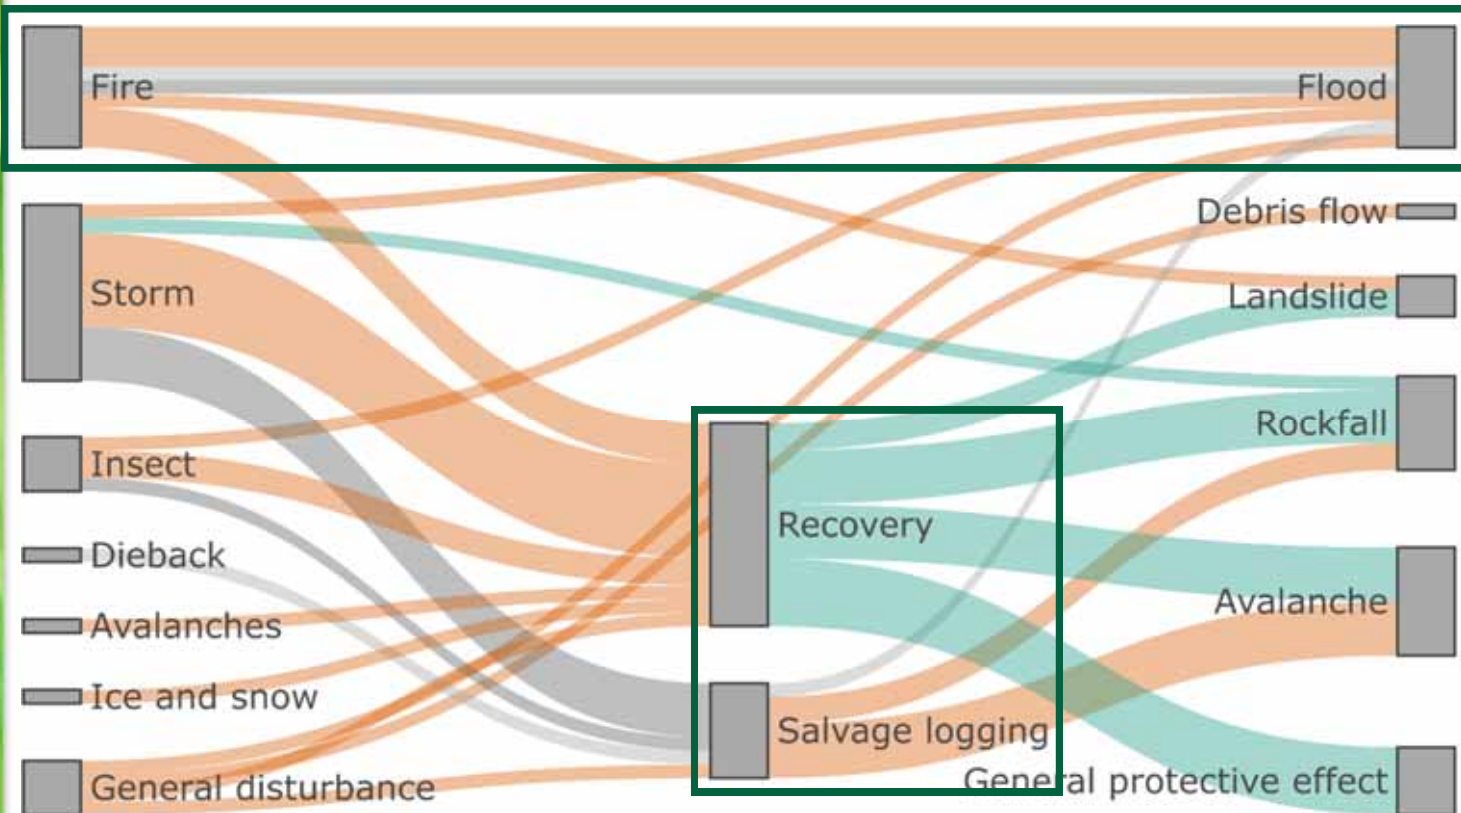 Fire
Storm
Insect
Dieback
Avalanches
Ice and snow
General disturbance
Recovery
Salvage logging
Flood
Debris flow
Landslide
Rockfall
Avalanche
General protective effect